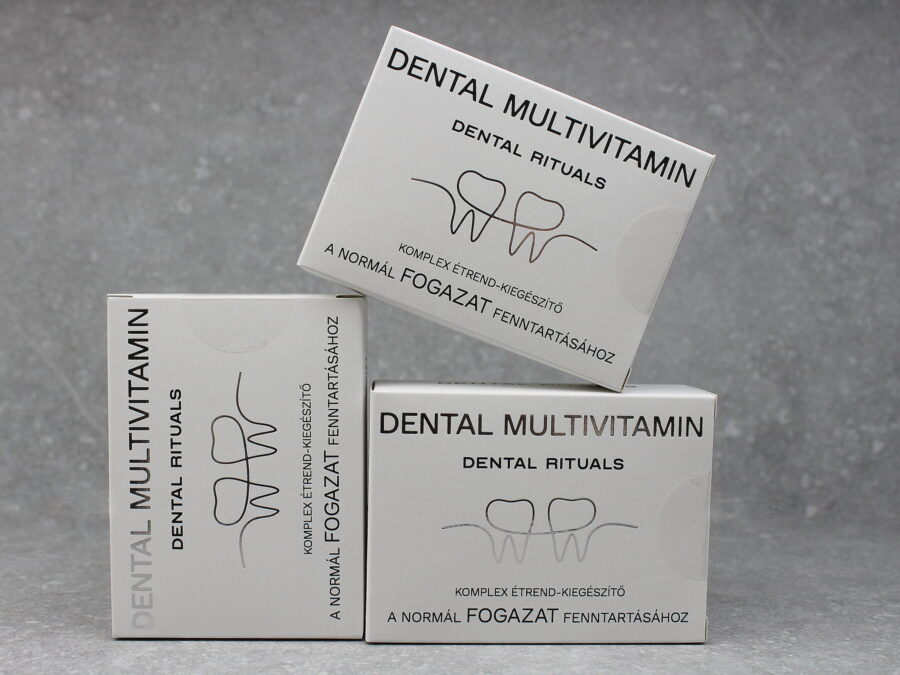 DENTAL MULTIVITAMIN
DENTAL RITUALS
KOMPLEX ÉTREND-KIEGÉSZÍTŐ
A NORMÁL FOGAZAT FENNTARTÁSÁHOZ
DENTAL MULTIVITAMIN
DENTAL RITUALS
KOMPLEX ÉTREND-KIEGÉSZÍTŐ
A NORMÁL FOGAZAT FENNTARTÁSÁHOZ
DENTAL MULTIVITAMIN
DENTAL RITUALS
KOMPLEX ÉTREND-KIEGÉSZÍTŐ
A NORMÁL FOGAZAT FENNTARTÁSÁHOZ